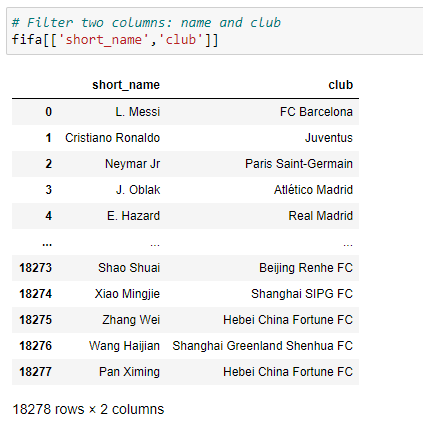 # Filter two columns: name and club
fifa[['short_name','club']]
short_name club
0 L. Messi FC Barcelona
1 Cristiano Ronaldo Juventus
2 Neymar Jr Paris Saint-Germain
3 J. Oblak Atlético Madrid
4 E. Hazard Real Madrid
... ... ...
18273 Shao Shuai Beijing Renhe FC
18274 Xiao Mingjie Shanghai SIPG FC
18275 Zhang Wei Hebei China Fortune FC
18276 Wang Haijian Shanghai Greenland Shenhua FC
18277 Pan Ximing Hebei China Fortune FC
18278 rows × 2 columns